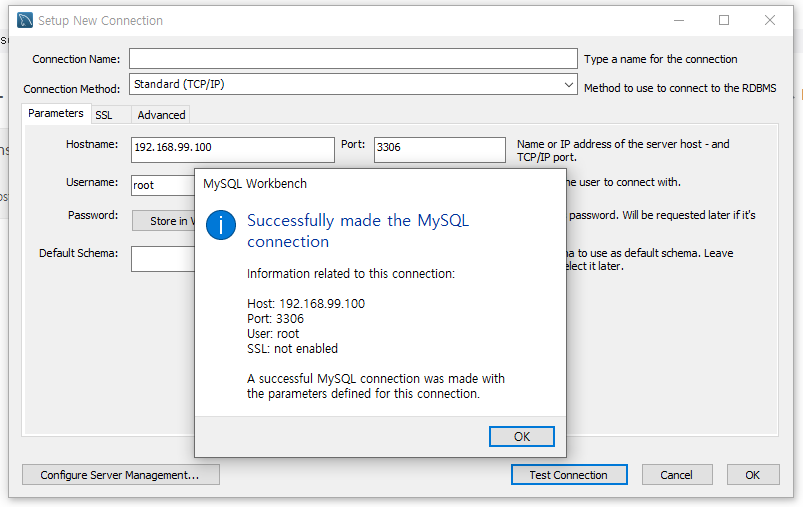 Setup New Connection
Connection Name:
Type a name for the connection
Connection Method:
Standard (TCP/IP)
Method to use to connect to the RDBMS
Parameters
SSL
Advanced
Hostname:
192.168.99.100
Port:
3306
Name or IP address of the server host - and
TCP/IP port.
Username:
root
user to connect with.
Password:
Store in
password. Will be requested later if it's
Default Schema:
to use as default schema. Leave
it later.
MySQL Workbench
Successfully made the MySQL
connection
Information related to this connection:
Host: 192.168.99.100
Port: 3306
User: root
SSL: not enabled
A successful MySQL connection was made with
the parameters defined for this connection.
OK
Configure Server Management...
Test Connection
Cancel
OK